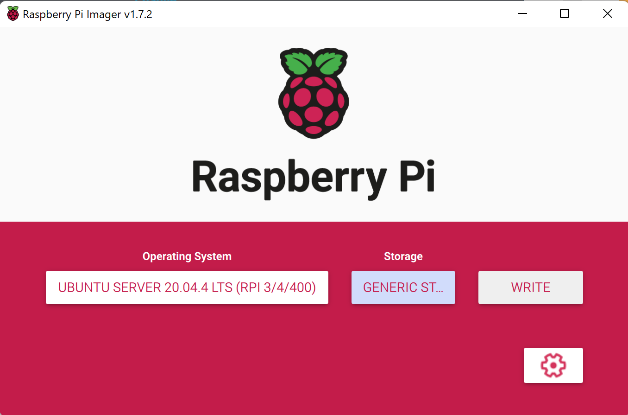 Raspberry Pi Imager v1.7.2
Raspberry Pi
Operating System
Storage
UBUNTU SERVER 20.04.4 LTS (RPI 3/4/400)
GENERIC ST...
WRITE